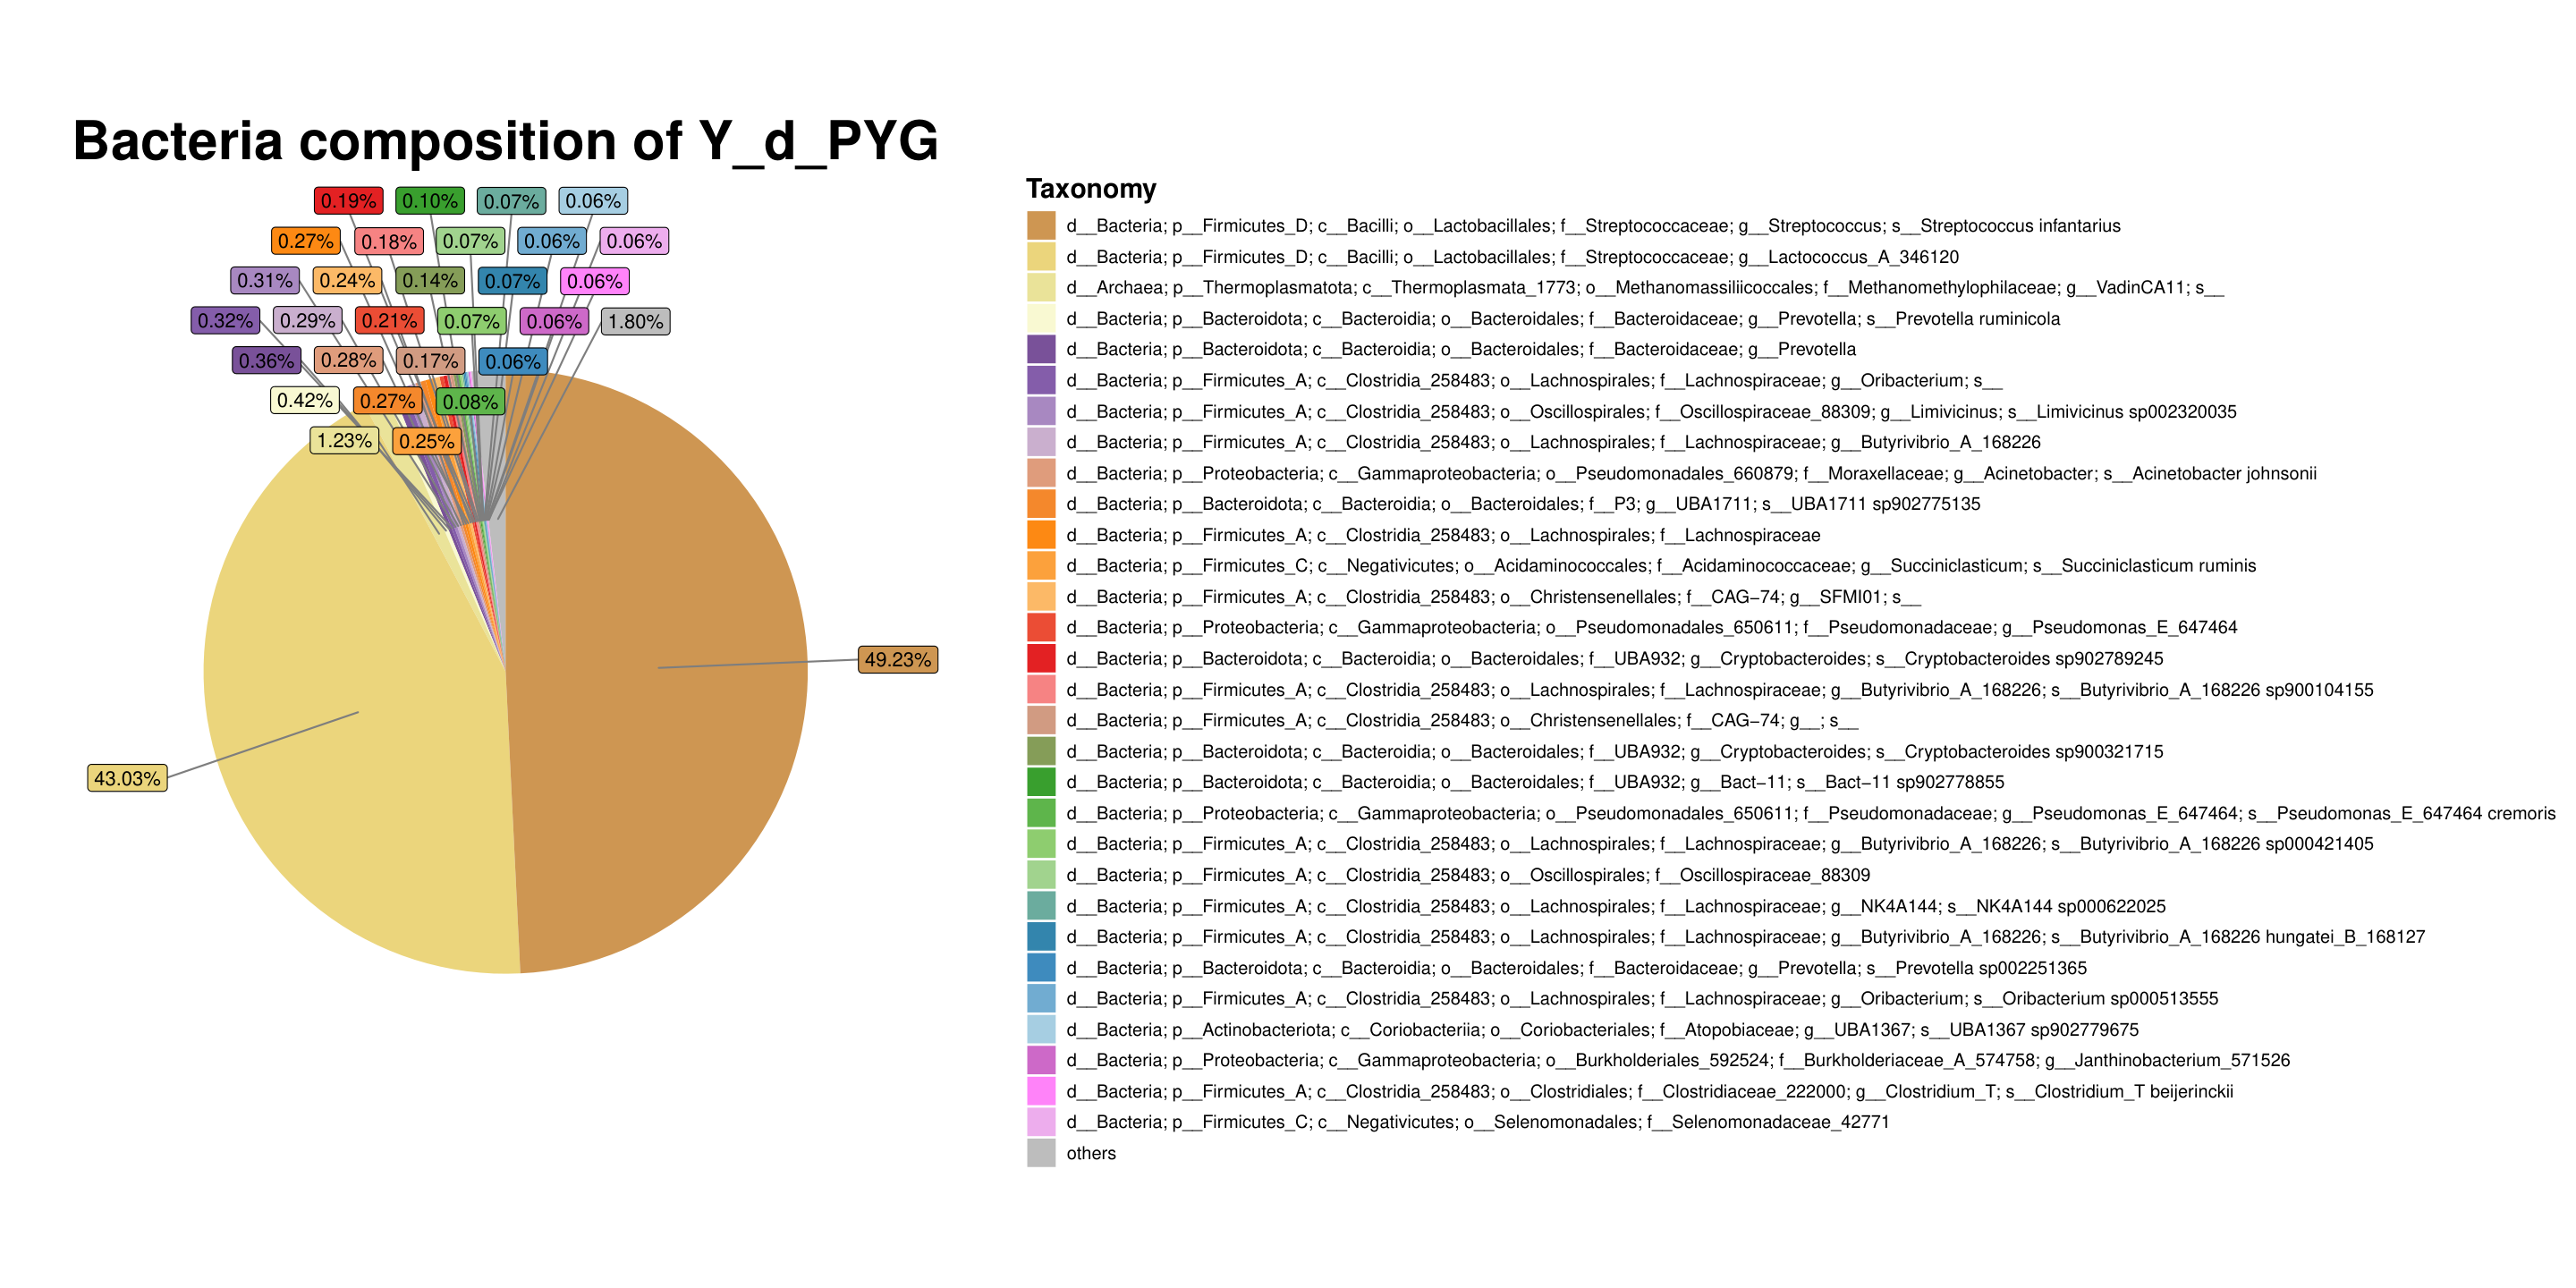 Bacteria composition of Y_d_PYG
0.19% 0.10% 0.07% 0.06%
0.27% 0.18% 0.07% 0.06% 0.06%
0.31% 0.24% 0.14% 0.07% 0.06%
0.32% 0.29% 0.21% 0.07% 0.06% 1.80%
0.36% 0.28% 0.17% 0.06%
0.42% 0.27% 0.08%
1.23% 0.25%
49.23%
43.03%
Taxonomy
d__Bacteria; p__Firmicutes_D; c__Bacilli; o__Lactobacillales; f__Streptococcaceae; g__Streptococcus; s__Streptococcus infantarius
d__Bacteria; p__Firmicutes_D; c__Bacilli; o__Lactobacillales; f__Streptococcaceae; g__Lactococcus_A_346120
d__Archaea; p__Thermoplasmatota; c__Thermoplasmata_1773; o__Methanomassiliicoccales; f__Methanomethylophilaceae; g__VadinCA11; s__
d__Bacteria; p__Bacteroidota; c__Bacteroidia; o__Bacteroidales; f__Bacteroidaceae; g__Prevotella; s__Prevotella ruminicola
d__Bacteria; p__Bacteroidota; c__Bacteroidia; o__Bacteroidales; f__Bacteroidaceae; g__Prevotella
d__Bacteria; p__Firmicutes_A; c__Clostridia_258483; o__Lachnospirales; f__Lachnospiraceae; g__Oribacterium; s__
d__Bacteria; p__Firmicutes_A; c__Clostridia_258483; o__Oscillospirales; f__Oscillospiraceae_88309; g__Limivicinus; s__Limivicinus sp002320035
d__Bacteria; p__Firmicutes_A; c__Clostridia_258483; o__Lachnospirales; f__Lachnospiraceae; g__Butyrivibrio_A_168226
d__Bacteria; p__Proteobacteria; c__Gammaproteobacteria; o__Pseudomonadales_660879; f__Moraxellaceae; g__Acinetobacter; s__Acinetobacter johnsonii
d__Bacteria; p__Bacteroidota; c__Bacteroidia; o__Bacteroidales; f__P3; g__UBA1711; s__UBA1711 sp902775135
d__Bacteria; p__Firmicutes_A; c__Clostridia_258483; o__Lachnospirales; f__Lachnospiraceae
d__Bacteria; p__Firmicutes_C; c__Negativicutes; o__Acidaminococcales; f__Acidaminococcaceae; g__Succiniclasticum; s__Succiniclasticum ruminis
d__Bacteria; p__Firmicutes_A; c__Clostridia_258483; o__Christensenellales; f__CAG−74; g__SFMI01; s__
d__Bacteria; p__Proteobacteria; c__Gammaproteobacteria; o__Pseudomonadales_650611; f__Pseudomonadaceae; g__Pseudomonas_E_647464
d__Bacteria; p__Bacteroidota; c__Bacteroidia; o__Bacteroidales; f__UBA932; g__Cryptobacteroides; s__Cryptobacteroides sp902789245
d__Bacteria; p__Firmicutes_A; c__Clostridia_258483; o__Lachnospirales; f__Lachnospiraceae; g__Butyrivibrio_A_168226; s__Butyrivibrio_A_168226 sp900104155
d__Bacteria; p__Firmicutes_A; c__Clostridia_258483; o__Christensenellales; f__CAG−74; g__; s__
d__Bacteria; p__Bacteroidota; c__Bacteroidia; o__Bacteroidales; f__UBA932; g__Cryptobacteroides; s__Cryptobacteroides sp900321715
d__Bacteria; p__Bacteroidota; c__Bacteroidia; o__Bacteroidales; f__UBA932; g__Bact−11; s__Bact−11 sp902778855
d__Bacteria; p__Proteobacteria; c__Gammaproteobacteria; o__Pseudomonadales_650611; f__Pseudomonadaceae; g__Pseudomonas_E_647464; s__Pseudomonas_E_647464 cremoris
d__Bacteria; p__Firmicutes_A; c__Clostridia_258483; o__Lachnospirales; f__Lachnospiraceae; g__Butyrivibrio_A_168226; s__Butyrivibrio_A_168226 sp000421405
d__Bacteria; p__Firmicutes_A; c__Clostridia_258483; o__Oscillospirales; f__Oscillospiraceae_88309
d__Bacteria; p__Firmicutes_A; c__Clostridia_258483; o__Lachnospirales; f__Lachnospiraceae; g__NK4A144; s__NK4A144 sp000622025
d__Bacteria; p__Firmicutes_A; c__Clostridia_258483; o__Lachnospirales; f__Lachnospiraceae; g__Butyrivibrio_A_168226; s__Butyrivibrio_A_168226 hungatei_B_168127
d__Bacteria; p__Bacteroidota; c__Bacteroidia; o__Bacteroidales; f__Bacteroidaceae; g__Prevotella; s__Prevotella sp002251365
d__Bacteria; p__Firmicutes_A; c__Clostridia_258483; o__Lachnospirales; f__Lachnospiraceae; g__Oribacterium; s__Oribacterium sp000513555
d__Bacteria; p__Actinobacteriota; c__Coriobacteriia; o__Coriobacteriales; f__Atopobiaceae; g__UBA1367; s__UBA1367 sp902779675
d__Bacteria; p__Proteobacteria; c__Gammaproteobacteria; o__Burkholderiales_592524; f__Burkholderiaceae_A_574758; g__Janthinobacterium_571526
d__Bacteria; p__Firmicutes_A; c__Clostridia_258483; o__Clostridiales; f__Clostridiaceae_222000; g__Clostridium_T; s__Clostridium_T beijerinckii
d__Bacteria; p__Firmicutes_C; c__Negativicutes; o__Selenomonadales; f__Selenomonadaceae_42771
others